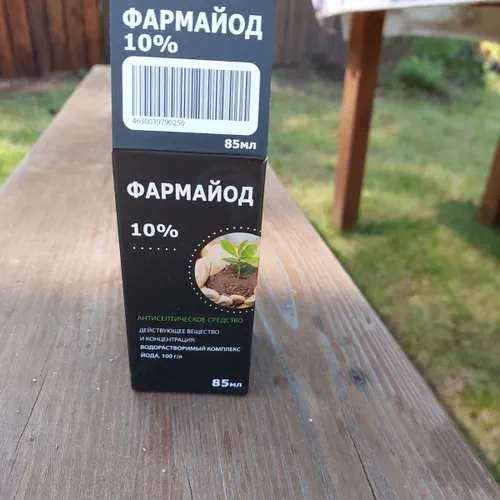 ФАРМАЙОД
10%
4630039790250
85мл
ФАРМАЙОД
10%
АНТИСЕПТИЧЕСКОЕ СРЕДСТВО
ДЕЙСТВУЮЩЕЕ ВЕЩЕСТВО
И КОНЦЕНТРАЦИЯ:
ВОДОРАСТВОРИМЫЙ КОМПЛЕКС
ЙОДА, 100 г/л
85мл